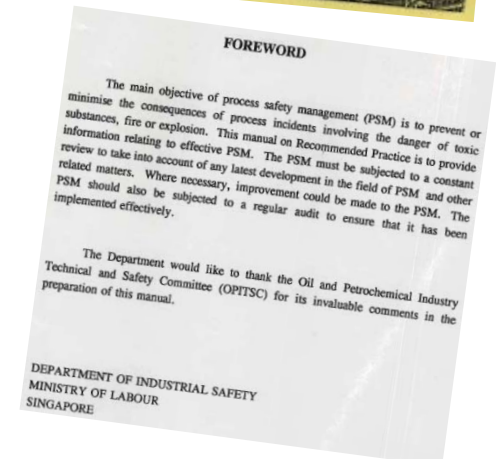 FOREWORD
The main objective of process safety management (PSM) is to prevent or
minimise the consequences of process incidents involving the danger of toxic
substances, fire or explosion. This manual on Recommended Practice is to provide
information relating to effective PSM. The PSM must be subjected to a constant
review to take into account of any latest development in the field of PSM and other
related matters. Where necessary, improvement could be made to the PSM. The
PSM should also be subjected to a regular audit to ensure that it has been
implemented effectively.
The Department would like to thank the Oil and Petrochemical Industry
Technical and Safety Committee (OPITSC) for its invaluable comments in the
preparation of this manual.
DEPARTMENT OF INDUSTRIAL SAFETY
MINISTRY OF LABOUR
SINGAPORE